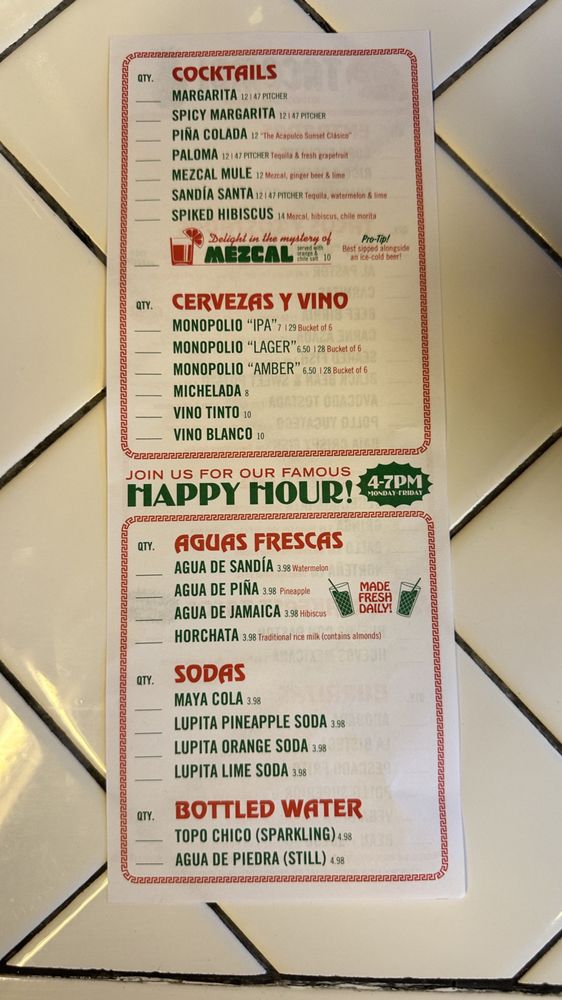 QTY. COCKTAILS
MARGARITA 12 | 47 PITCHER
SPICY MARGARITA 12 | 47 PITCHER
PIÑA COLADA 12 "The Acapulco Sunset Clásico"
PALOMA 12 | 47 PITCHER Tequila & fresh grapefruit
MEZCAL MULE 12 Mezcal, ginger beer & lime
SANDÍA SANTA 12 | 47 PITCHER Tequila, watermelon & lime
SPIKED HIBISCUS 14 Mezcal, hibiscus, chile morita
Delight in the mystery of
MEZCAL served with orange & chile salt 10
Pro-Tip!
Best sipped alongside
an ice-cold beer!
QTY. CERVEZAS Y VINO
MONOPOLIO "IPA" 7 | 29 Bucket of 6
MONOPOLIO "LAGER" 6.50 | 28 Bucket of 6
MONOPOLIO "AMBER" 6.50 | 28 Bucket of 6
MICHELADA 8
VINO TINTO 10
VINO BLANCO 10
JOIN US FOR OUR FAMOUS
HAPPY HOUR!
4-7PM
MONDAY-FRIDAY
QTY. AGUAS FRESCAS
AGUA DE SANDÍA 3.98 Watermelon
AGUA DE PIÑA 3.98 Pineapple
AGUA DE JAMAICA 3.98 Hibiscus
HORCHATA 3.98 Traditional rice milk (contains almonds)
MADE
FRESH
DAILY!
QTY. SODAS
MAYA COLA 3.98
LUPITA PINEAPPLE SODA 3.98
LUPITA ORANGE SODA 3.98
LUPITA LIME SODA 3.98
QTY. BOTTLED WATER
TOPO CHICO (SPARKLING) 4.98
AGUA DE PIEDRA (STILL) 4.98